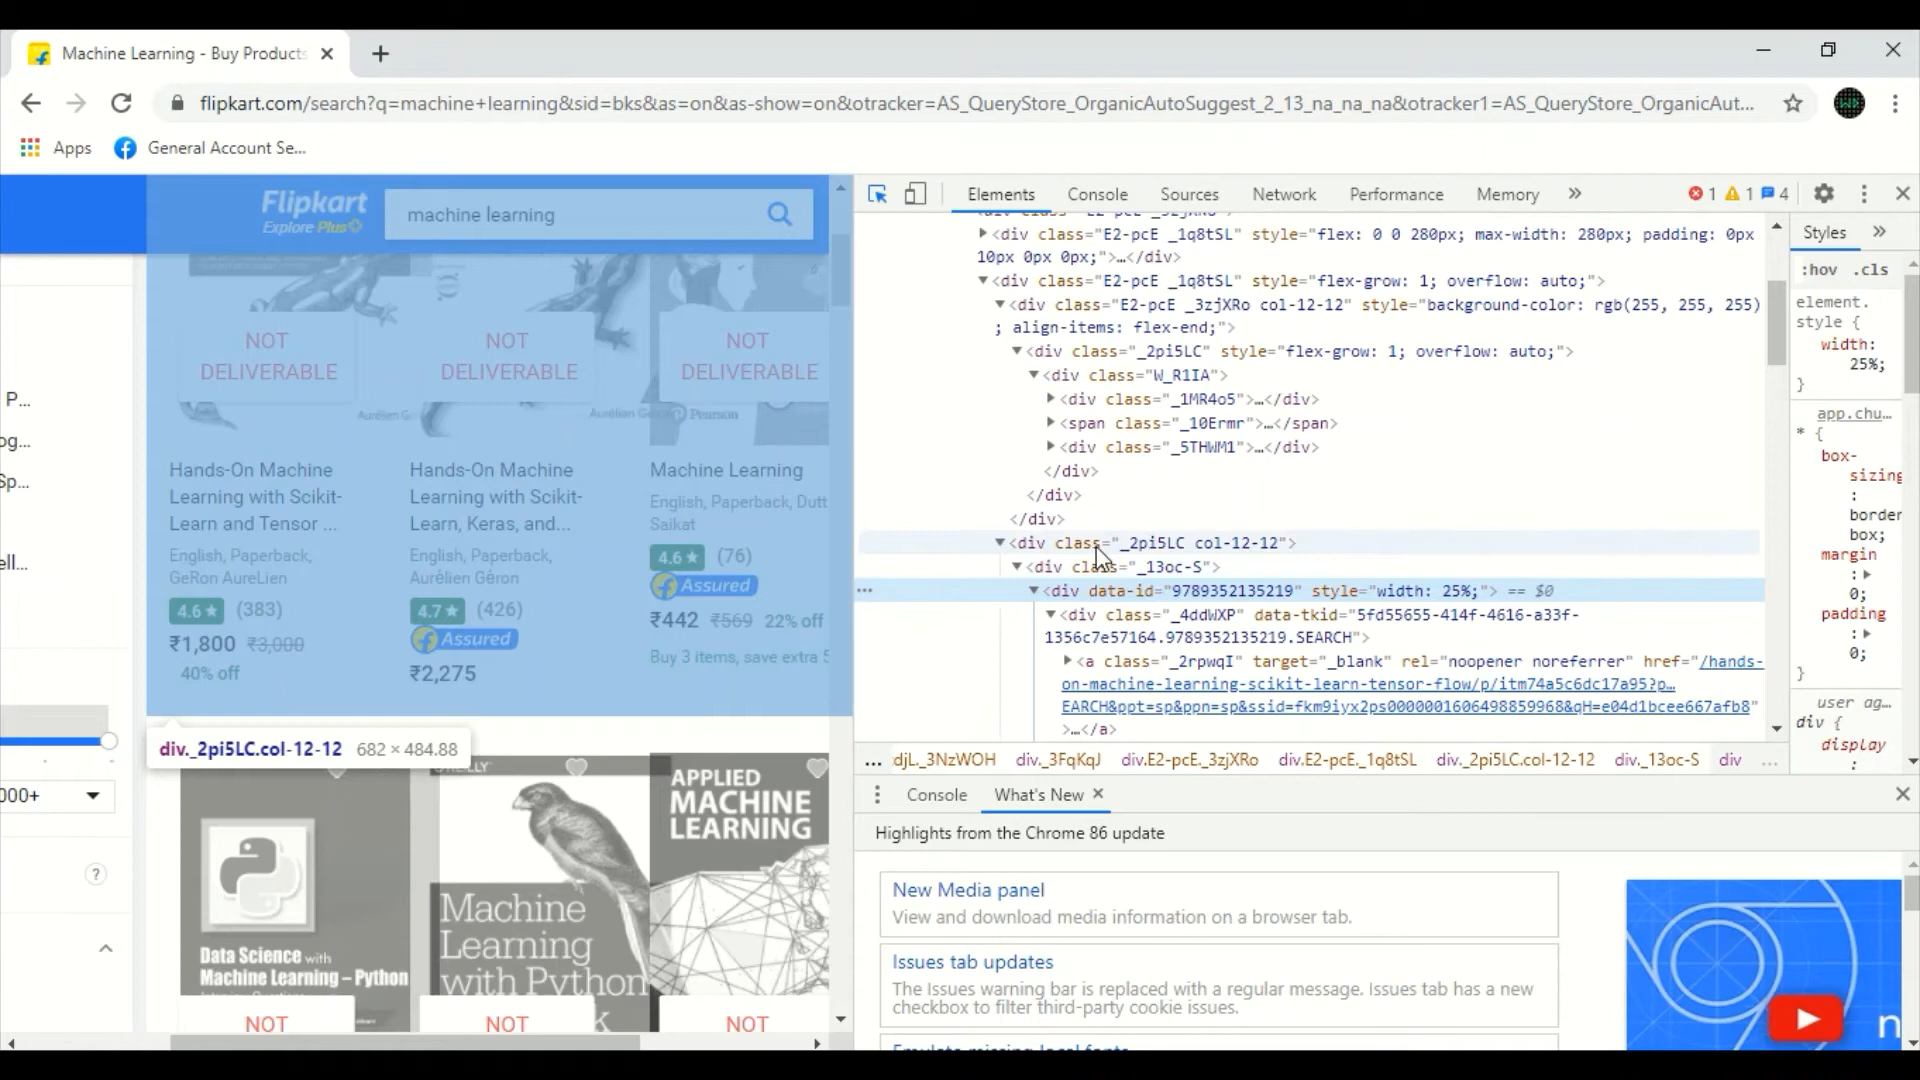 Machine Learning - Buy Products
flipkart.com/search?q=machine+learning&sid=bks&as=on&as-show=on&otracker=AS_QueryStore_OrganicAutoSuggest_2_13_na_na_na&otracker1=AS_QueryStore_OrganicAut...
Apps
General Account Se...
Flipkart
Explore Plus
machine learning
P...
og...
Sp...
ell...
000+
?
NOT DELIVERABLE
NOT DELIVERABLE
NOT DELIVERABLE
Aurélien
Pearson
Hands-On Machine
Learning with Scikit-
Learn and Tensor ...
English, Paperback,
GeRon AureLien
4.6★ (383)
₹1,800 ₹3,000
40% off
Hands-On Machine
Learning with Scikit-
Learn, Keras, and...
English, Paperback,
Aurélien Géron
4.7★ (426)
Assured
₹2,275
Machine Learning
English, Paperback, Dutt
Saikat
4.6★ (76)
Assured
₹442 ₹569 22% off
Buy 3 items, save extra 5
div._2pi5LC.col-12-12 682 × 484.88
Data Science with
Machine Learning – Python
NOT
O'REILLY
Machine
Learning
with Python
NOT
APPLIED
MACHINE
LEARNING
NOT
Elements Console Sources Network Performance Memory » 1 1 4
<div class="E2-pcE _1q8tSL" style="flex: 0 0 280px; max-width: 280px; padding: 0px
10px 0px 0px;">…</div>
<div class="E2-pcE _1q8tSL" style="flex-grow: 1; overflow: auto;">
<div class="E2-pcE _3zjXRo col-12-12" style="background-color: rgb(255, 255, 255)
; align-items: flex-end;">
<div class="_2pi5LC" style="flex-grow: 1; overflow: auto;">
<div class="W_R1IA">
<div class="_1MR4o5">…</div>
<span class="_10Ermr">…</span>
<div class="_5THWM1">…</div>
</div>
</div>
</div>
<div class="_2pi5LC col-12-12">
<div class="_13oc-S">
<div data-id="9789352135219" style="width: 25%;"> == $0
<div class="_4ddWXP" data-tkid="5fd55655-414f-4616-a33f-
1356c7e57164.9789352135219.SEARCH">
<a class="_2rpwqI" target="_blank" rel="noopener noreferrer" href="/hands-
on-machine-learning-scikit-learn-tensor-flow/p/itm74a5c6dc17a95?p…
EARCH&ppt=sp&ppn=sp&ssid=fkm9iyx2ps0000001606498859968&qH=e04d1bcee667afb8"
>…</a>
... djL._3NzWOH div._3FqKqJ div.E2-pcE._3zjXRo div.E2-pcE._1q8tSL div._2pi5LC.col-12-12 div._13oc-S div ...
Styles »
:hov .cls
element.
style {
width:
25%;
}
app.chu…
* {
box-
sizing
:
border
box;
margin
:
0;
padding
:
0;
}
user ag…
div {
display
:
Console What's New
Highlights from the Chrome 86 update
New Media panel
View and download media information on a browser tab.
Issues tab updates
The Issues warning bar is replaced with a regular message. Issues tab has a new
checkbox to filter third-party cookie issues.
Emulate missing local fonts
n